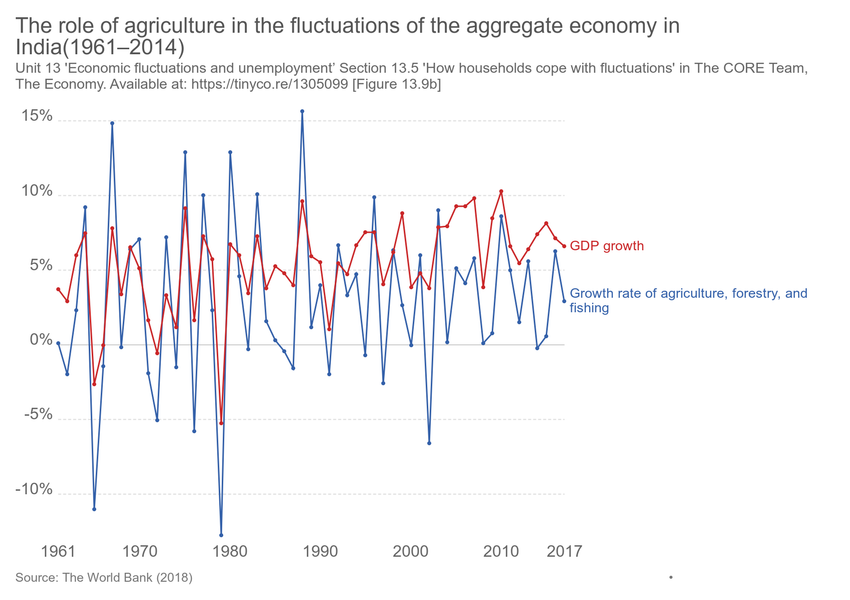 The role of agriculture in the fluctuations of the aggregate economy in
India(1961–2014)
Unit 13 'Economic fluctuations and unemployment’ Section 13.5 'How households cope with fluctuations' in The CORE Team,
The Economy. Available at: https://tinyco.re/1305099 [Figure 13.9b]
15%
10%
5%
0%
-5%
-10%
GDP growth
Growth rate of agriculture, forestry, and
fishing
1961 1970 1980 1990 2000 2010 2017
Source: The World Bank (2018)